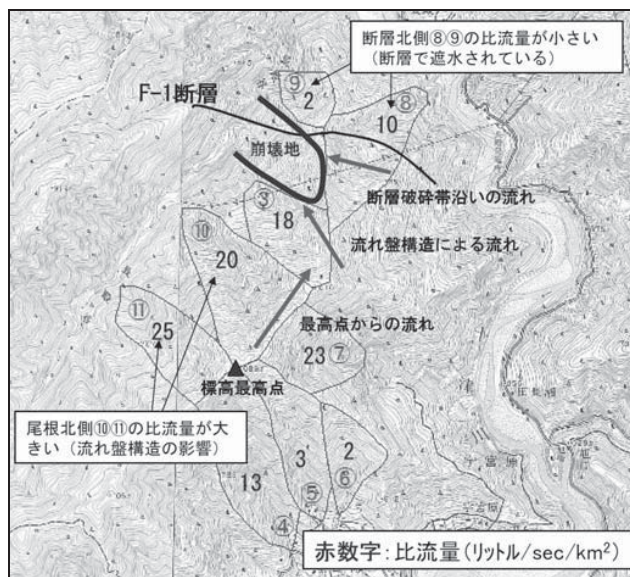 断層北側⑧⑨の比流量が小さい
（断層で遮水されている）
⑨
2
⑧
10
F-1断層
崩壊地
断層破砕帯沿いの流れ
③
18
流れ盤構造による流れ
⑩
20
⑪
25
最高点からの流れ
23⑦
標高最高点
尾根北側⑩⑪の比流量が大
きい（流れ盤構造の影響）
13
3
2
⑥
⑤
④
宮原
赤数字：比流量(リットル/sec/km²)